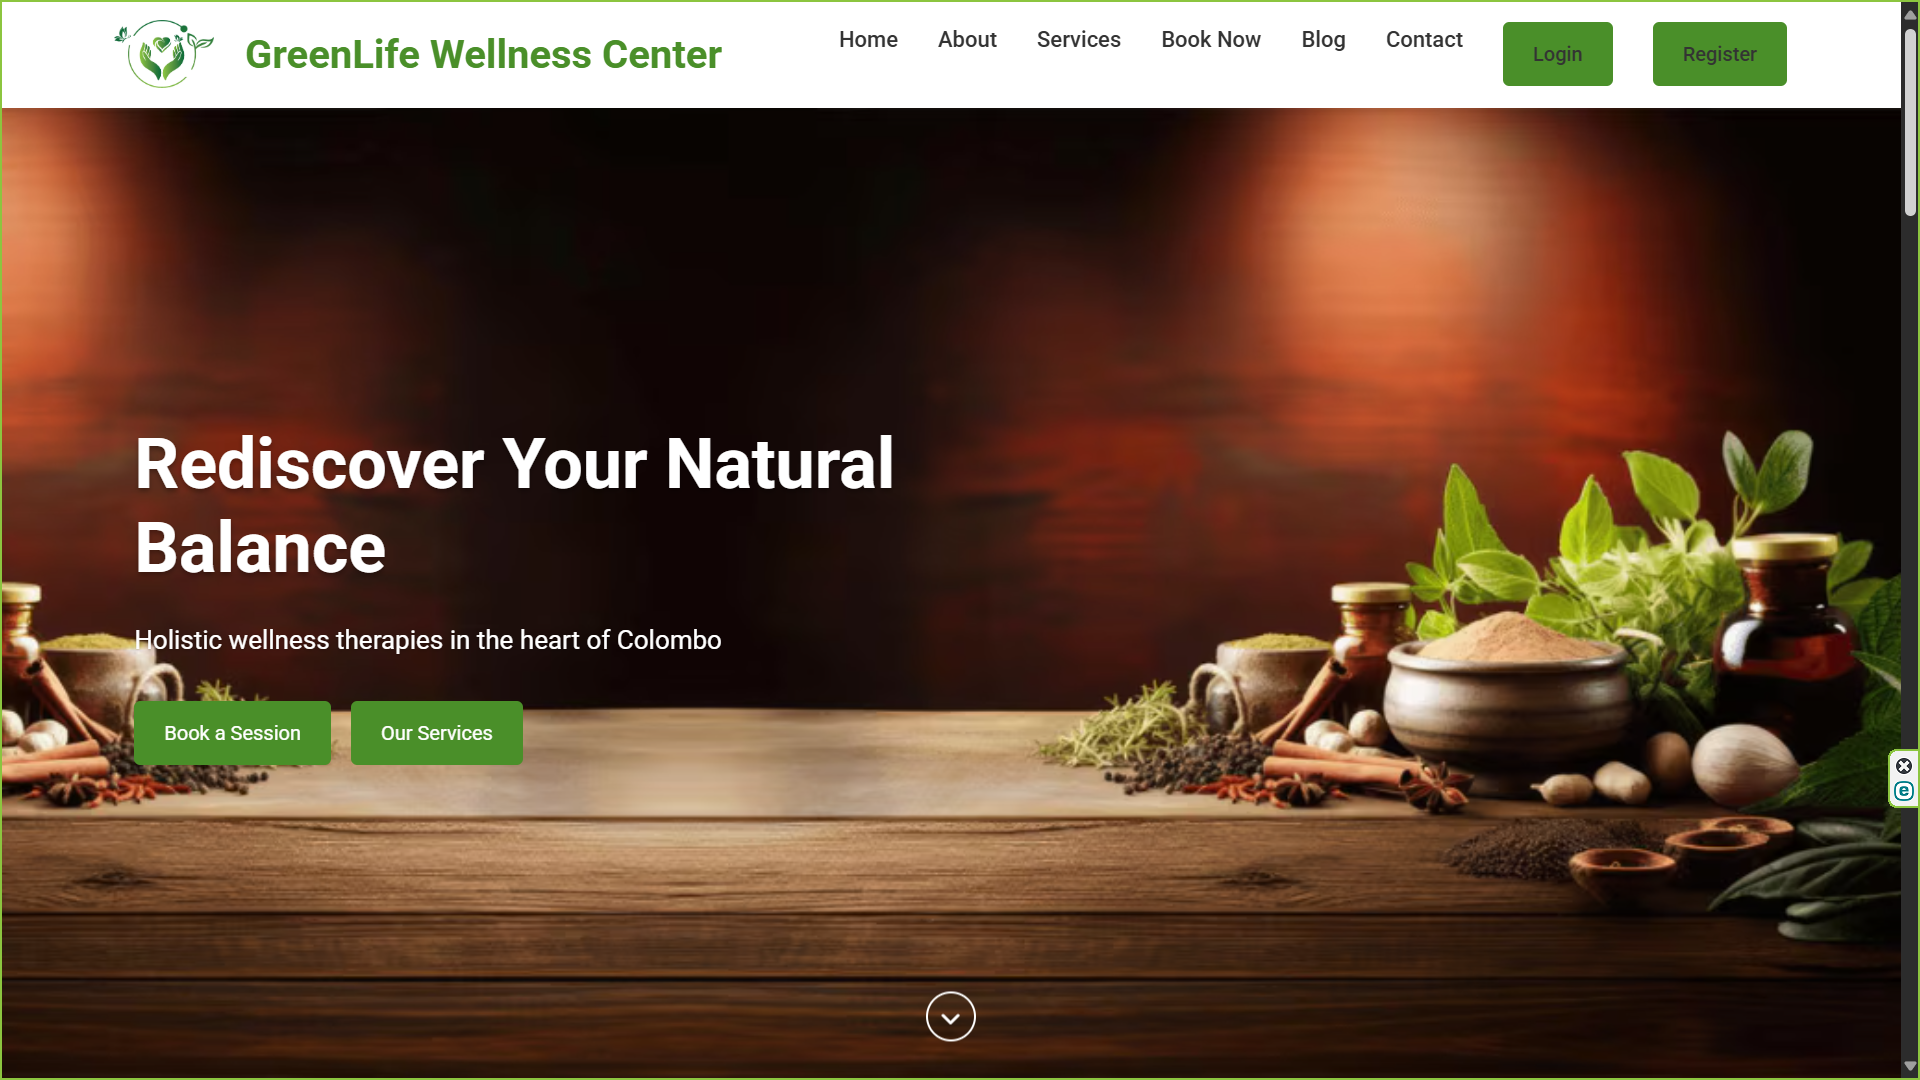 GreenLife Wellness Center
Home
About
Services
Book Now
Blog
Contact
Login
Register
Rediscover Your Natural
Balance
Holistic wellness therapies in the heart of Colombo
Book a Session
Our Services
e